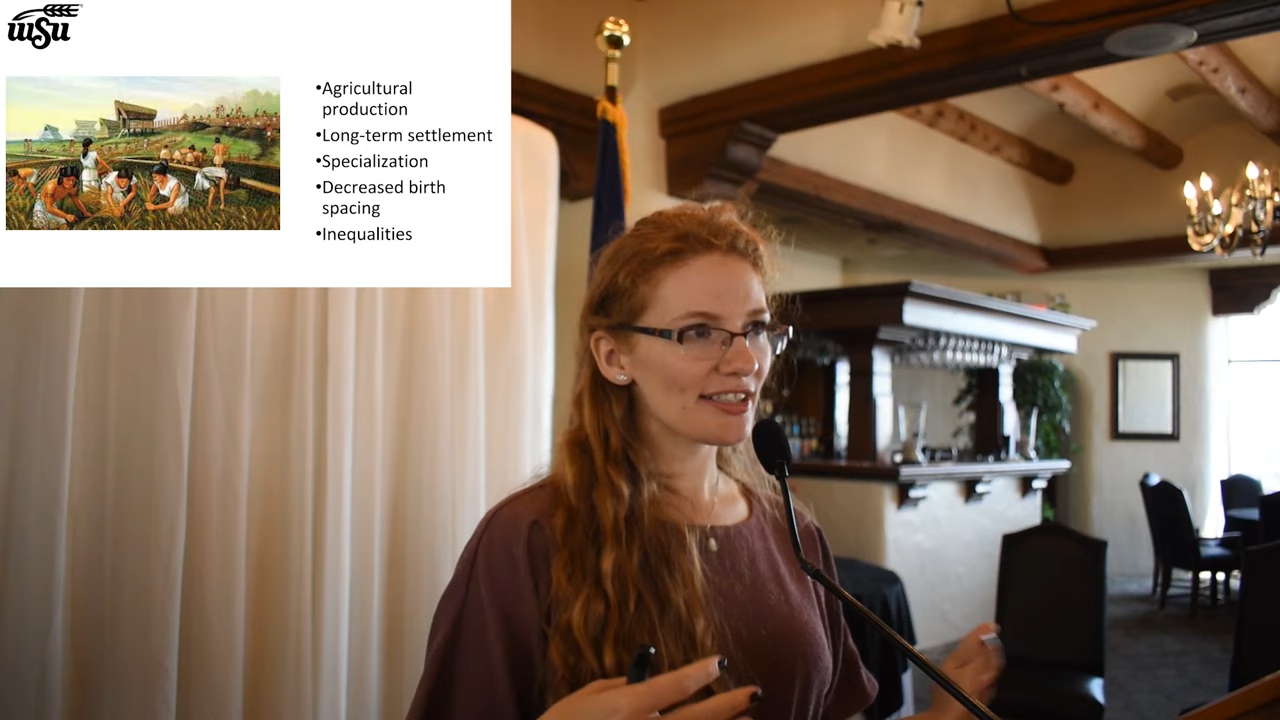 wsu
•Agricultural
production
•Long-term settlement
•Specialization
•Decreased birth
spacing
•Inequalities